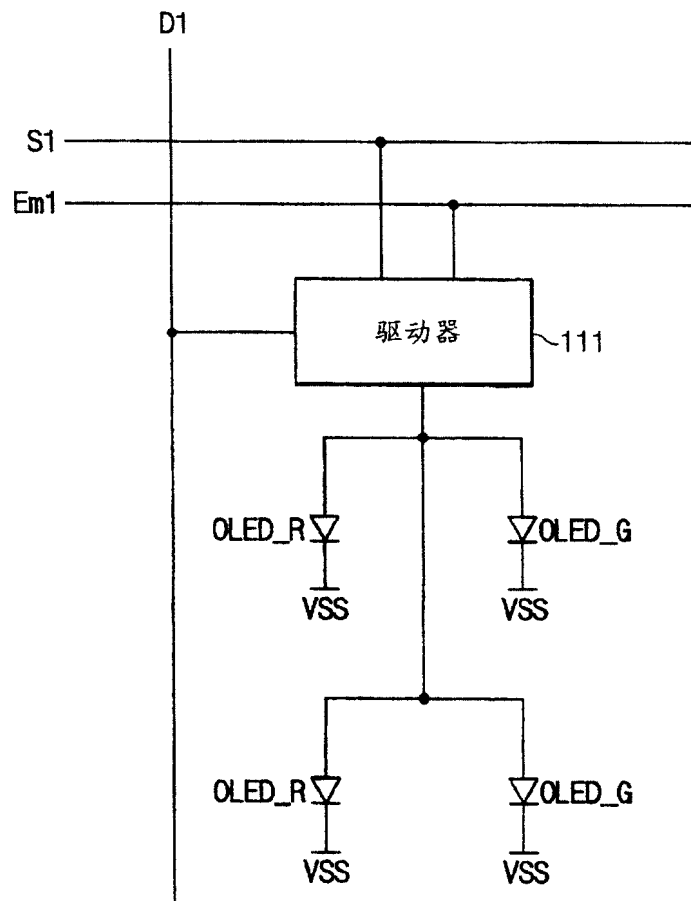 D1
S1
Em1
驱动器
111
OLED_R
OLED_G
VSS
VSS
OLED_R
OLED_G
VSS
VSS